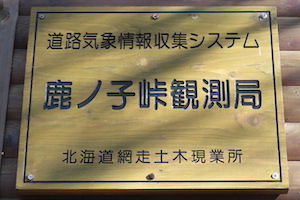 道路気象情報収集システム
鹿ノ子峠観測局
北海道網走土木現業所